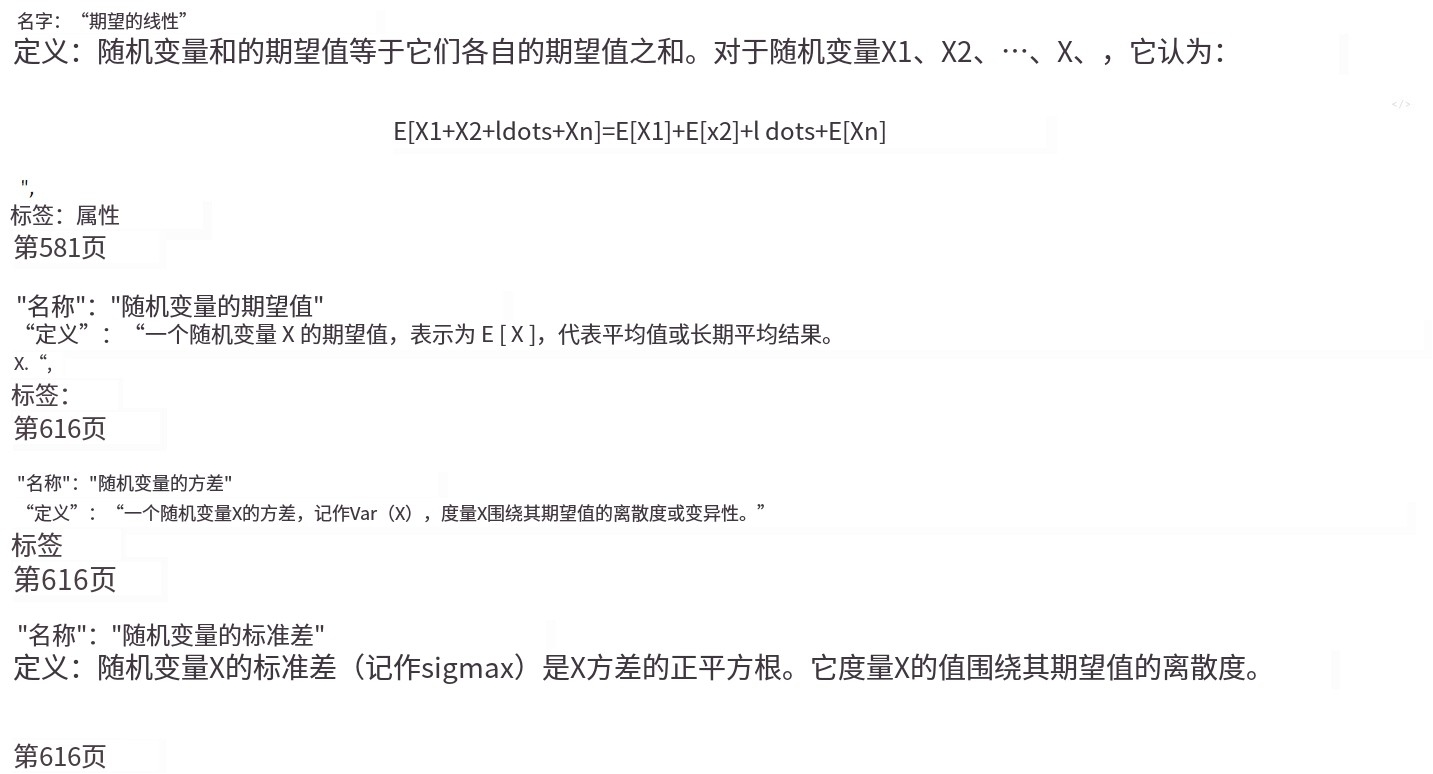 名字：“期望的线性”
定义：随机变量和的期望值等于它们各自的期望值之和。对于随机变量X1、X2、…、X、，它认为：
</>
E[X1+X2+ldots+Xn]=E[X1]+E[x2]+l dots+E[Xn]
",
标签：属性
第581页
"名称"："随机变量的期望值"
“定义”：“一个随机变量 X 的期望值，表示为 E [ X ]，代表平均值或长期平均结果。
X.“,
标签：
第616页
"名称"："随机变量的方差"
“定义”：“一个随机变量X的方差，记作Var（X），度量X围绕其期望值的离散度或变异性。”
标签
第616页
"名称"："随机变量的标准差"
定义：随机变量X的标准差（记作sigmax）是X方差的正平方根。它度量X的值围绕其期望值的离散度。
第616页